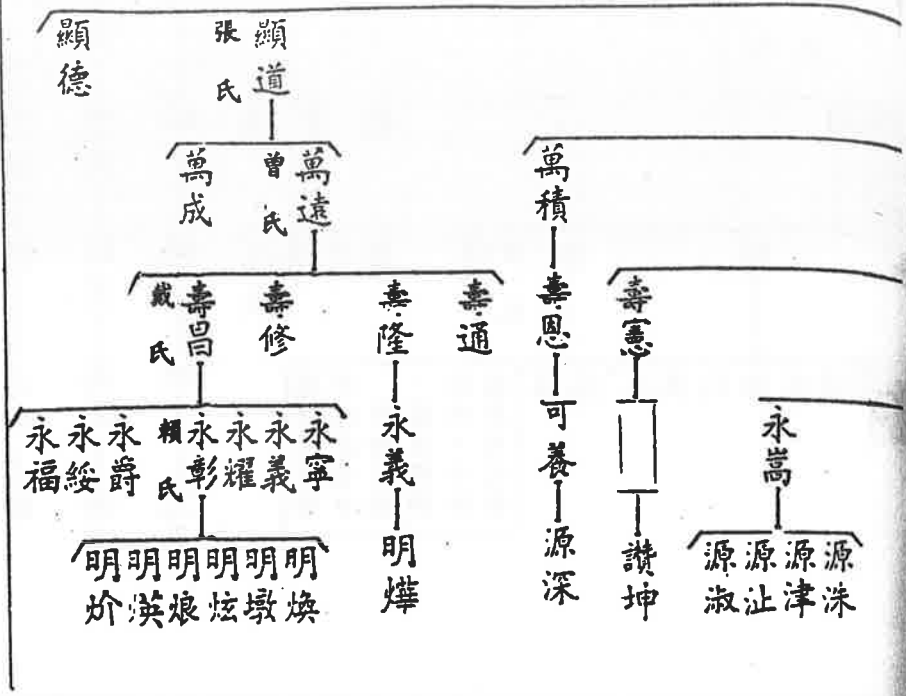 顯道
張氏
顯德
萬積
萬遠
曾氏
萬成
壽憲
壽恩
壽通
壽隆
壽修
壽昌
戴氏
永嵩
可養
永義
永寧
永義
永耀
永彰
賴氏
永爵
永綏
永福
源洙
源津
源沚
源淑
讚坤
源深
明燁
明煥
明墩
明炫
明烺
明煐
明炌